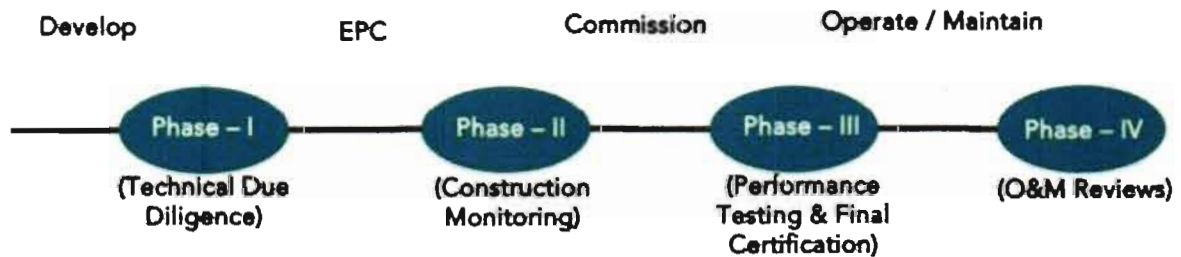 Develop
EPC
Commission
Operate / Maintain
Phase – I
Phase – II
Phase – III
Phase – IV
(Technical Due
Diligence)
(Construction
Monitoring)
(Performance
Testing & Final
Certification)
(O&M Reviews)